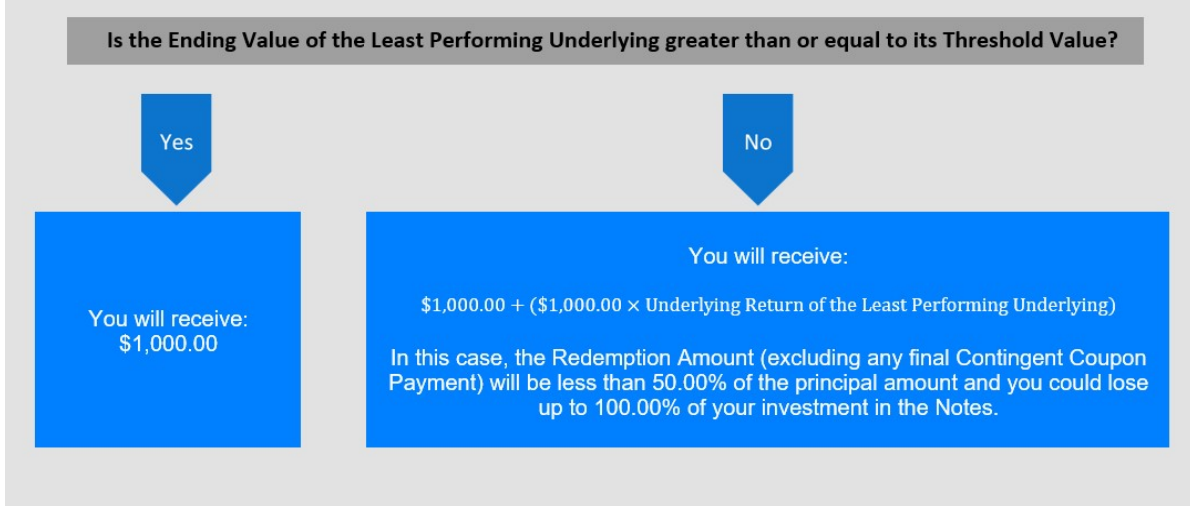 Is the Ending Value of the Least Performing Underlying greater than or equal to its Threshold Value?
Yes
No
You will receive:
$1,000.00
You will receive:
$1,000.00 + ($1,000.00 × Underlying Return of the Least Performing Underlying)
In this case, the Redemption Amount (excluding any final Contingent Coupon
Payment) will be less than 50.00% of the principal amount and you could lose
up to 100.00% of your investment in the Notes.